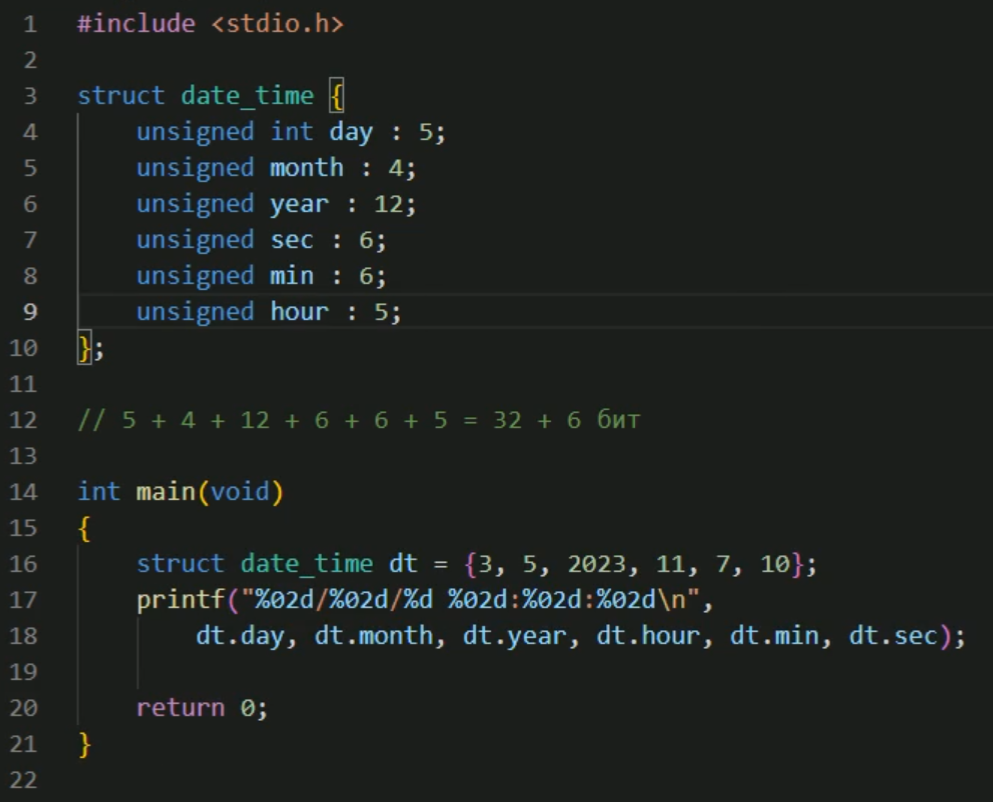 1 #include <stdio.h>
2
3 struct date_time {
4     unsigned int day : 5;
5     unsigned month : 4;
6     unsigned year : 12;
7     unsigned sec : 6;
8     unsigned min : 6;
9     unsigned hour : 5;
10 };
11
12 // 5 + 4 + 12 + 6 + 6 + 5 = 32 + 6 бит
13
14 int main(void)
15 {
16     struct date_time dt = {3, 5, 2023, 11, 7, 10};
17     printf("%02d/%02d/%d %02d:%02d:%02d\n",
18         dt.day, dt.month, dt.year, dt.hour, dt.min, dt.sec);
19
20     return 0;
21 }
22